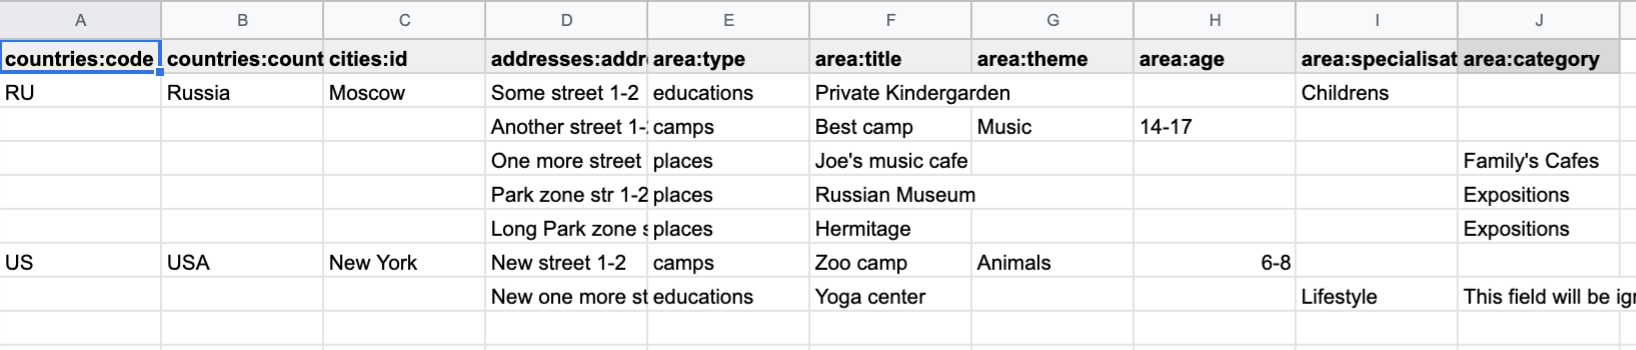 A B C D E F G H I J
countries:code countries:count cities:id addresses:addr area:type area:title area:theme area:age area:specialisat area:category
RU Russia Moscow Some street 1-2 educations Private Kindergarden Childrens
Another street 1- camps Best camp Music 14-17
One more street places Joe's music cafe Family's Cafes
Park zone str 1-2 places Russian Museum Expositions
Long Park zone places Hermitage Expositions
US USA New York New street 1-2 camps Zoo camp Animals 6-8
New one more st educations Yoga center Lifestyle This field will be ig